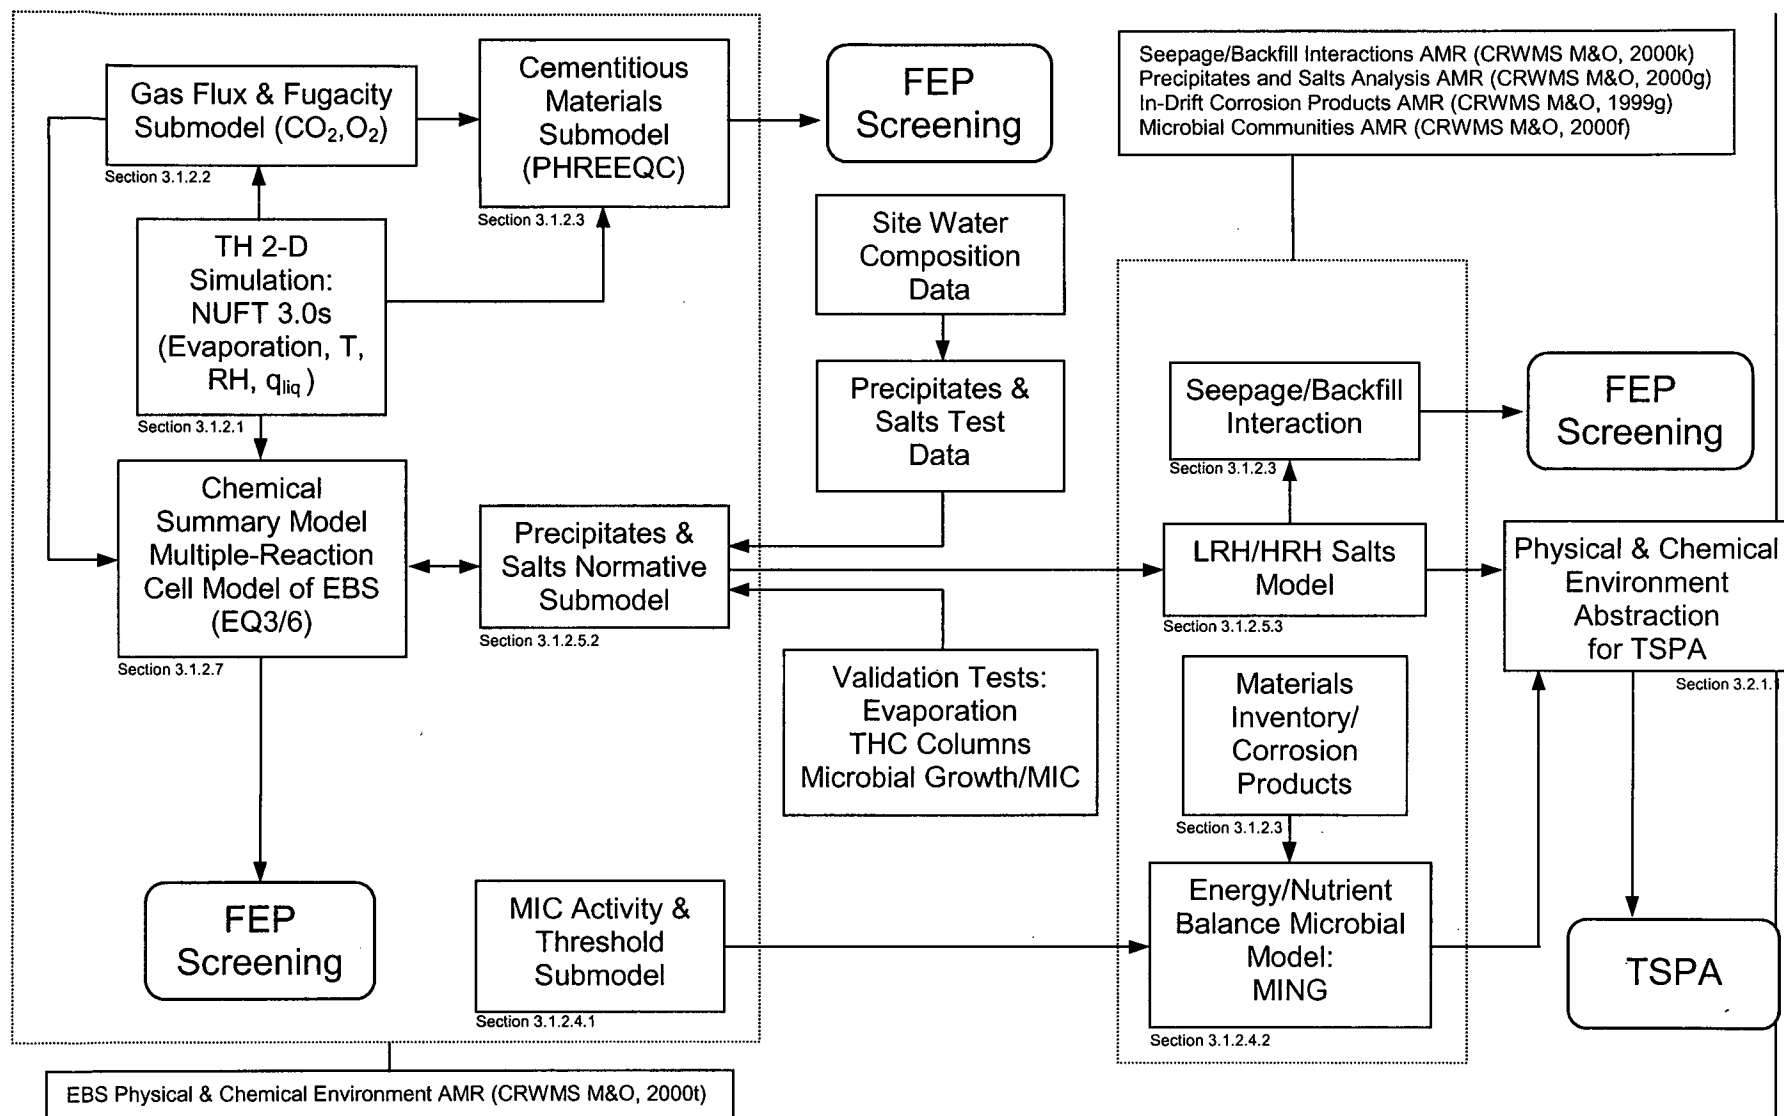 Gas Flux & Fugacity
Submodel (CO₂,O₂)
Section 3.1.2.2
Cementitious
Materials
Submodel
(PHREEQC)
Section 3.1.2.3
FEP
Screening
Seepage/Backfill Interactions AMR (CRWMS M&O, 2000k)
Precipitates and Salts Analysis AMR (CRWMS M&O, 2000g)
In-Drift Corrosion Products AMR (CRWMS M&O, 1999g)
Microbial Communities AMR (CRWMS M&O, 2000f)
TH 2-D
Simulation:
NUFT 3.0s
(Evaporation, T,
RH, qliq )
Section 3.1.2.1
Site Water
Composition
Data
Precipitates &
Salts Test
Data
Seepage/Backfill
Interaction
Section 3.1.2.3
FEP
Screening
Chemical
Summary Model
Multiple-Reaction
Cell Model of EBS
(EQ3/6)
Section 3.1.2.7
Precipitates &
Salts Normative
Submodel
Section 3.1.2.5.2
LRH/HRH Salts
Model
Section 3.1.2.5.3
Physical & Chemical
Environment
Abstraction
for TSPA
Section 3.2.1.1
Validation Tests:
Evaporation
THC Columns
Microbial Growth/MIC
Materials
Inventory/
Corrosion
Products
Section 3.1.2.3
FEP
Screening
MIC Activity &
Threshold
Submodel
Section 3.1.2.4.1
Energy/Nutrient
Balance Microbial
Model:
MING
Section 3.1.2.4.2
TSPA
EBS Physical & Chemical Environment AMR (CRWMS M&O, 2000t)